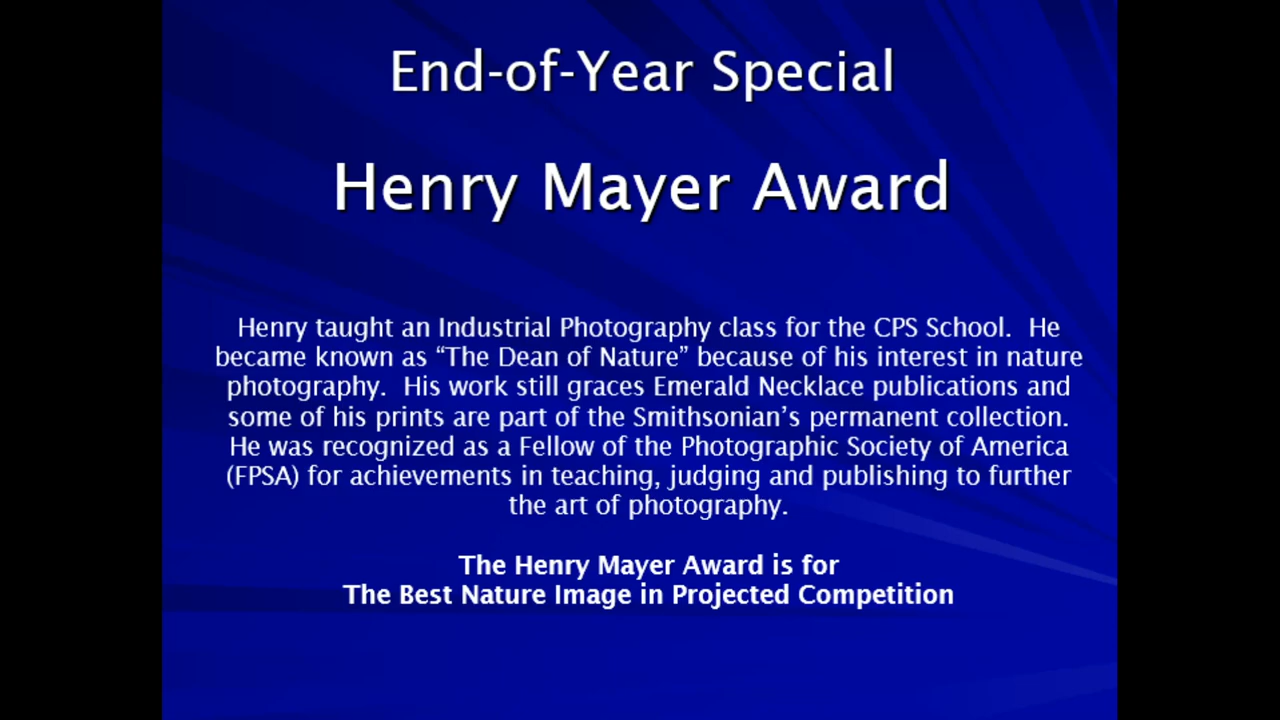 End-of-Year Special
Henry Mayer Award
Henry taught an Industrial Photography class for the CPS School.  He
became known as “The Dean of Nature” because of his interest in nature
photography.  His work still graces Emerald Necklace publications and
some of his prints are part of the Smithsonian’s permanent collection.
He was recognized as a Fellow of the Photographic Society of America
(FPSA) for achievements in teaching, judging and publishing to further
the art of photography.
The Henry Mayer Award is for
The Best Nature Image in Projected Competition